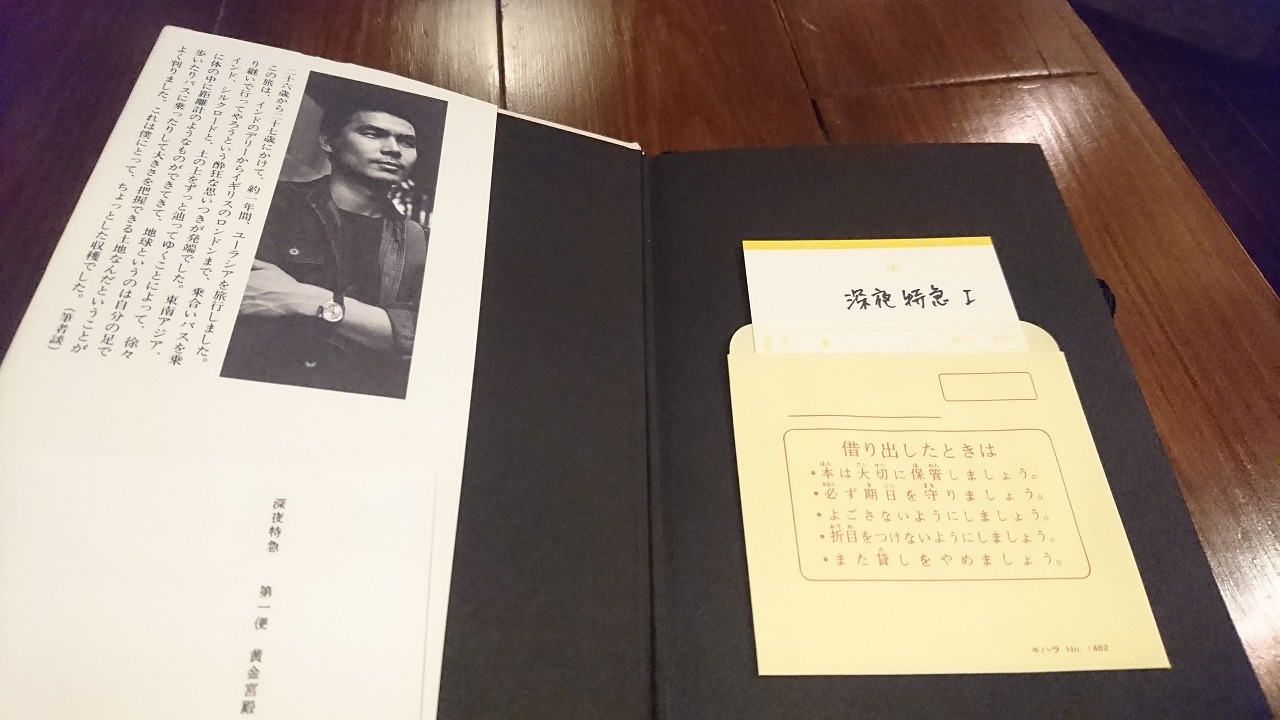 二十六歳から二十七歳にかけて、約一年間、ユーラシアを旅行しました。
この旅は、インドのデリーからイギリスのロンドンまで、乗合いバスを乗
り継いで行ってやろうという酔狂な思いつきが発端でした。東南アジア、
インド、シルクロードと、土の上をずっと辿ってゆくことによって、徐々
に体の中に距離計のようなものができてきて、地球というのは自分の足で
歩いたりバスに乗ったりして大きさを把握できる土地なんだということが
よく判りました。これは僕にとって、ちょっとした収穫でした。（筆者談）
深夜特急　第一便　黄金宮殿
深夜特急 I
借り出したときは
・本は大切に保管しましょう。
・必ず期日を守りましょう。
・よごさないようにしましょう。
・折目をつけないようにしましょう。
・また貸しをやめましょう。
キハラ No. 1482